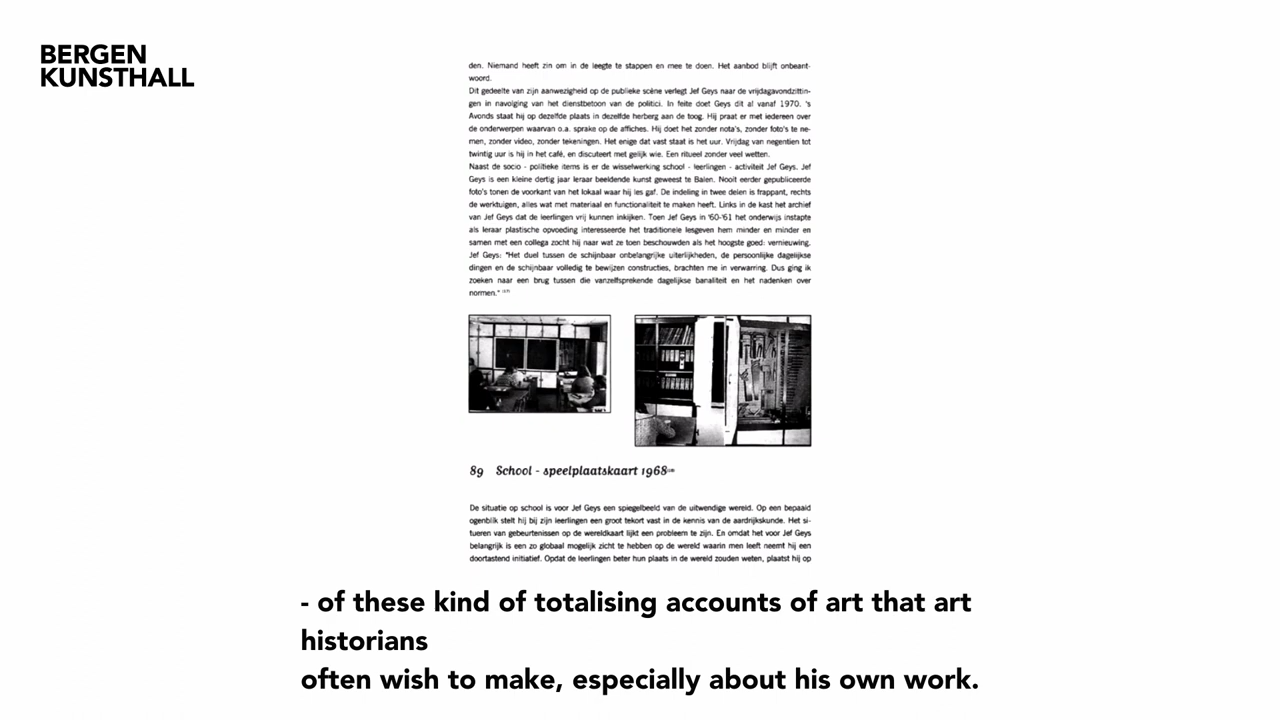 BERGEN
KUNSTHALL
den. Niemand heeft zin om in de leegte te stappen en mee te doen. Het aanbod blijft onbeant-
woord.
Dit gedeelte van zijn aanwezigheid op de publieke scène verlegt Jef Geys naar de vrijdagavondzittin-
gen in navolging van het dienstbetoon van de politici. In feite doet Geys dit al vanaf 1970. 's
Avonds staat hij op dezelfde plaats in dezelfde herberg aan de toog. Hij praat er met iedereen over
de onderwerpen waarvan o.a. sprake op de affiches. Hij doet het zonder nota's, zonder foto's te ne-
men, zonder video, zonder tekeningen. Het enige dat vast staat is het uur. Vrijdag van negentien tot
twintig uur is hij in het café, en discuteert met gelijk wie. Een ritueel zonder veel wetten.
Naast de socio - politieke items is er de wisselwerking school - leerlingen - activiteit Jef Geys. Jef
Geys is een kleine dertig jaar leraar beeldende kunst geweest te Balen. Nooit eerder gepubliceerde
foto's tonen de voorkant van het lokaal waar hij les gaf. De indeling in twee delen is frappant, rechts
de werktuigen, alles wat met materiaal en functionaliteit te maken heeft. Links in de kast het archief
van Jef Geys dat de leerlingen vrij kunnen inkijken. Toen Jef Geys in '60-'61 het onderwijs instapte
als leraar plastische opvoeding interesseerde het traditionele lesgeven hem minder en minder en
samen met een collega zocht hij naar wat ze toen beschouwden als het hoogste goed: vernieuwing.
Jef Geys: "Het duel tussen de schijnbaar onbelangrijke uiterlijkheden, de persoonlijke dagelijkse
dingen en de schijnbaar volledig te bewijzen constructies, brachten me in verwarring. Dus ging ik
zoeken naar een brug tussen die vanzelfsprekende dagelijkse banaliteit en het nadenken over
normen."
89 School - speelplaatskaart 1968
De situatie op school is voor Jef Geys een spiegelbeeld van de uitwendige wereld. Op een bepaald
ogenblik stelt hij bij zijn leerlingen een groot tekort vast in de kennis van de aardrijkskunde. Het si-
tueren van gebeurtenissen op de wereldkaart lijkt een probleem te zijn. En omdat het voor Jef Geys
belangrijk is een zo globaal mogelijk zicht te hebben op de wereld waarin men leeft neemt hij een
doortastend initiatief. Opdat de leerlingen beter hun plaats in de wereld zouden weten, plaatst hij op
- of these kind of totalising accounts of art that art
historians
often wish to make, especially about his own work.